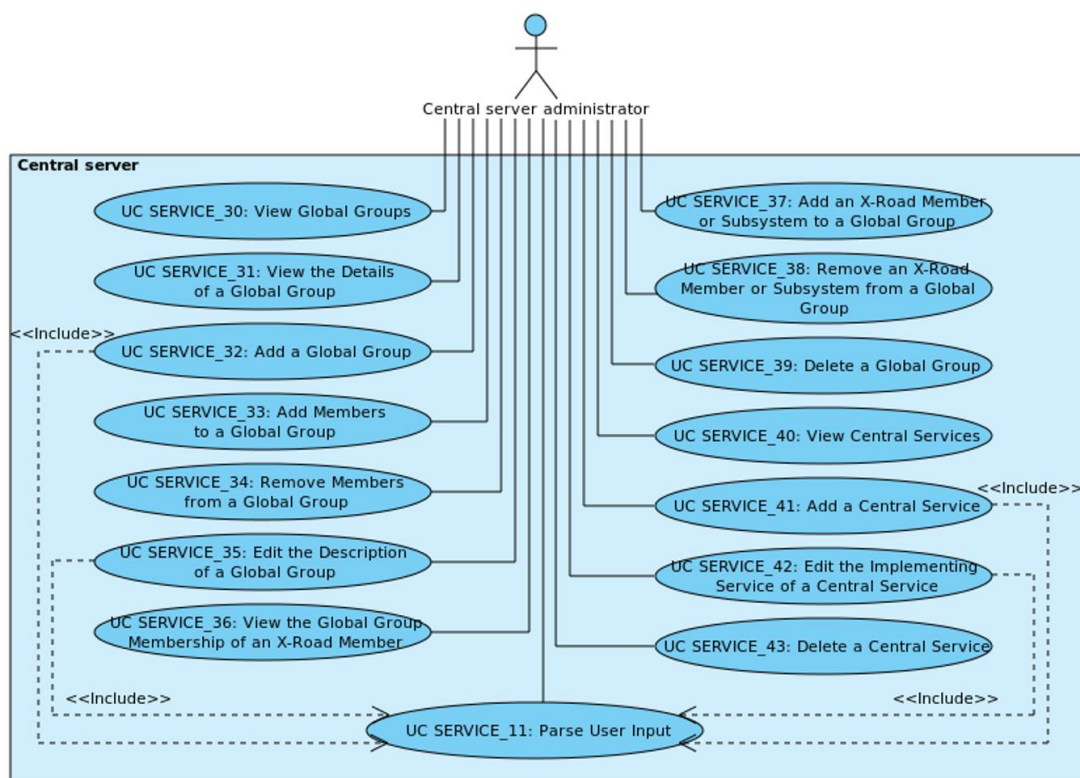 Central server administrator
Central server
UC SERVICE_30: View Global Groups
UC SERVICE_31: View the Details
of a Global Group
<<Include>>
UC SERVICE_32: Add a Global Group
UC SERVICE_33: Add Members
to a Global Group
UC SERVICE_34: Remove Members
from a Global Group
UC SERVICE_35: Edit the Description
of a Global Group
UC SERVICE_36: View the Global Group
Membership of an X-Road Member
<<Include>>
UC SERVICE_37: Add an X-Road Member
or Subsystem to a Global Group
UC SERVICE_38: Remove an X-Road
Member or Subsystem from a Global
Group
UC SERVICE_39: Delete a Global Group
UC SERVICE_40: View Central Services
<<Include>>
UC SERVICE_41: Add a Central Service
UC SERVICE_42: Edit the Implementing
Service of a Central Service
UC SERVICE_43: Delete a Central Service
<<Include>>
UC SERVICE_11: Parse User Input